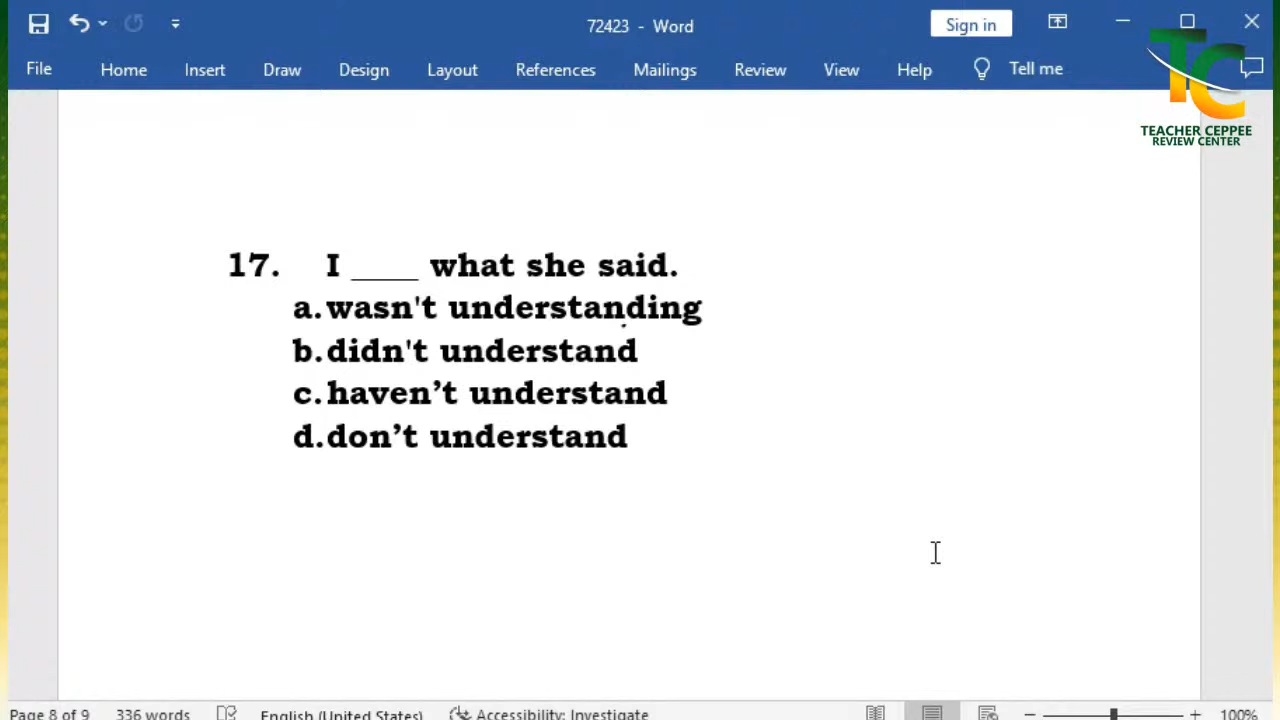 72423 - Word
Sign in
File Home Insert Draw Design Layout References Mailings Review View Help Tell me
TC
TEACHER CEPPEE
REVIEW CENTER
17. I ____ what she said.
a. wasn't understanding
b. didn't understand
c. haven’t understand
d. don’t understand
Page 8 of 9 336 words English (United States) Accessibility: Investigate 100%